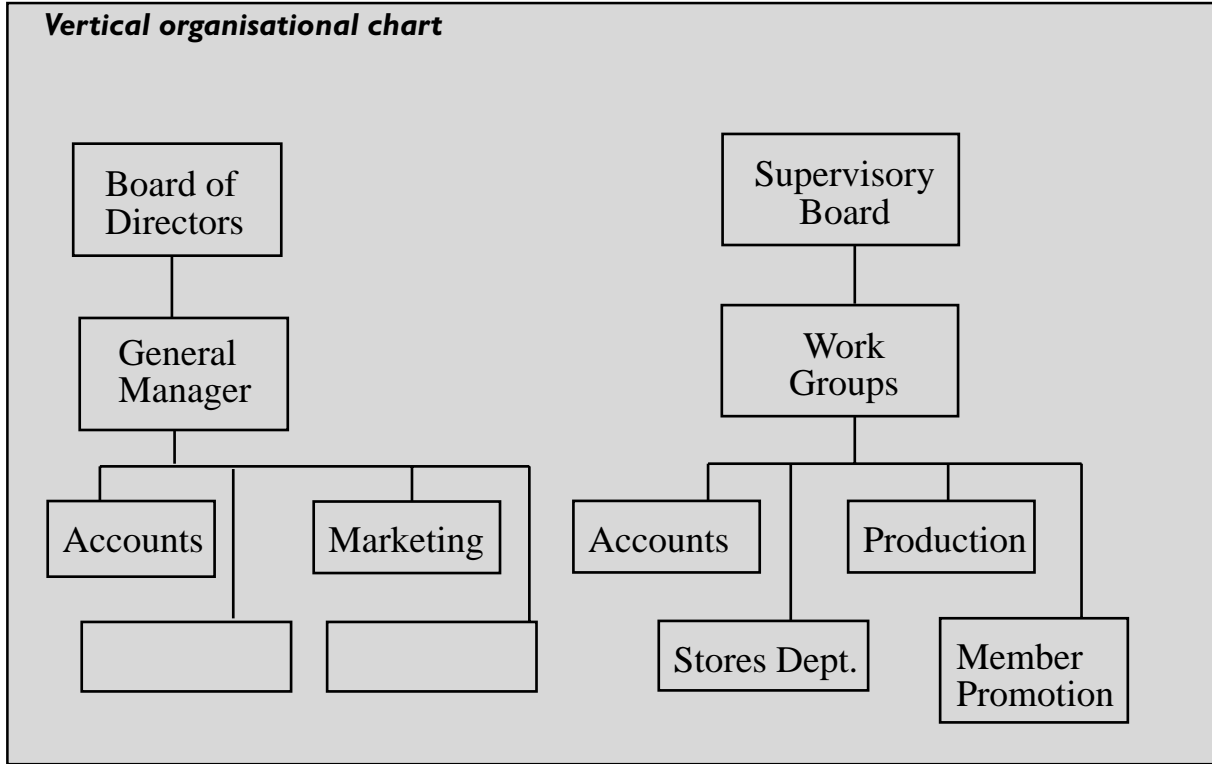 Vertical organisational chart
Board of
Directors
Supervisory
Board
General
Manager
Work
Groups
Accounts
Marketing
Accounts
Production
Stores Dept.
Member
Promotion